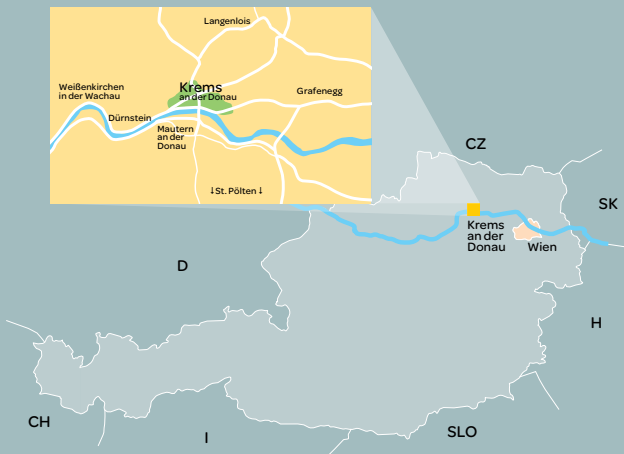 Langenlois
Weißenkirchen
in der Wachau
Krems
an der Donau
Grafenegg
Dürnstein
Mautern
an der
Donau
↓St. Pölten↓
CZ
SK
Krems
an der
Donau
Wien
D
H
CH
I
SLO